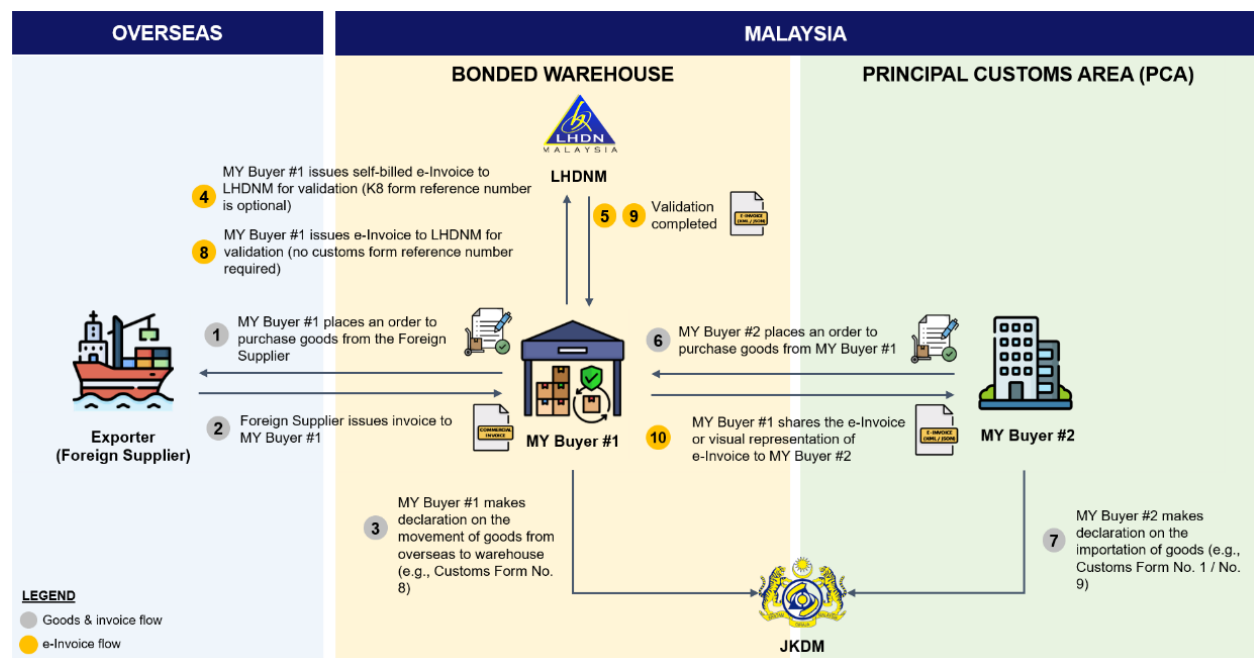 OVERSEAS
MALAYSIA
BONDED WAREHOUSE
PRINCIPAL CUSTOMS AREA (PCA)
LHDN
MALAYSIA
LHDNM
4
MY Buyer #1 issues self-billed e-Invoice to
LHDNM for validation (K8 form reference number
is optional)
5
9
Validation
completed
E-INVOICE
(XML / JSON)
8
MY Buyer #1 issues e-Invoice to LHDNM for
validation (no customs form reference number
required)
1
MY Buyer #1 places an order to
purchase goods from the Foreign
Supplier
6
MY Buyer #2 places an order to
purchase goods from MY Buyer #1
Exporter
(Foreign Supplier)
2
Foreign Supplier issues invoice to
MY Buyer #1
COMMERCIAL
INVOICE
MY Buyer #1
10
MY Buyer #1 shares the e-Invoice
or visual representation of
e-Invoice to MY Buyer #2
E-INVOICE
(XML / JSON)
MY Buyer #2
3
MY Buyer #1 makes
declaration on the
movement of goods from
overseas to warehouse
(e.g., Customs Form No.
8)
7
MY Buyer #2 makes
declaration on the
importation of goods (e.g.,
Customs Form No. 1 / No.
9)
JKDM
LEGEND
Goods & invoice flow
e-Invoice flow